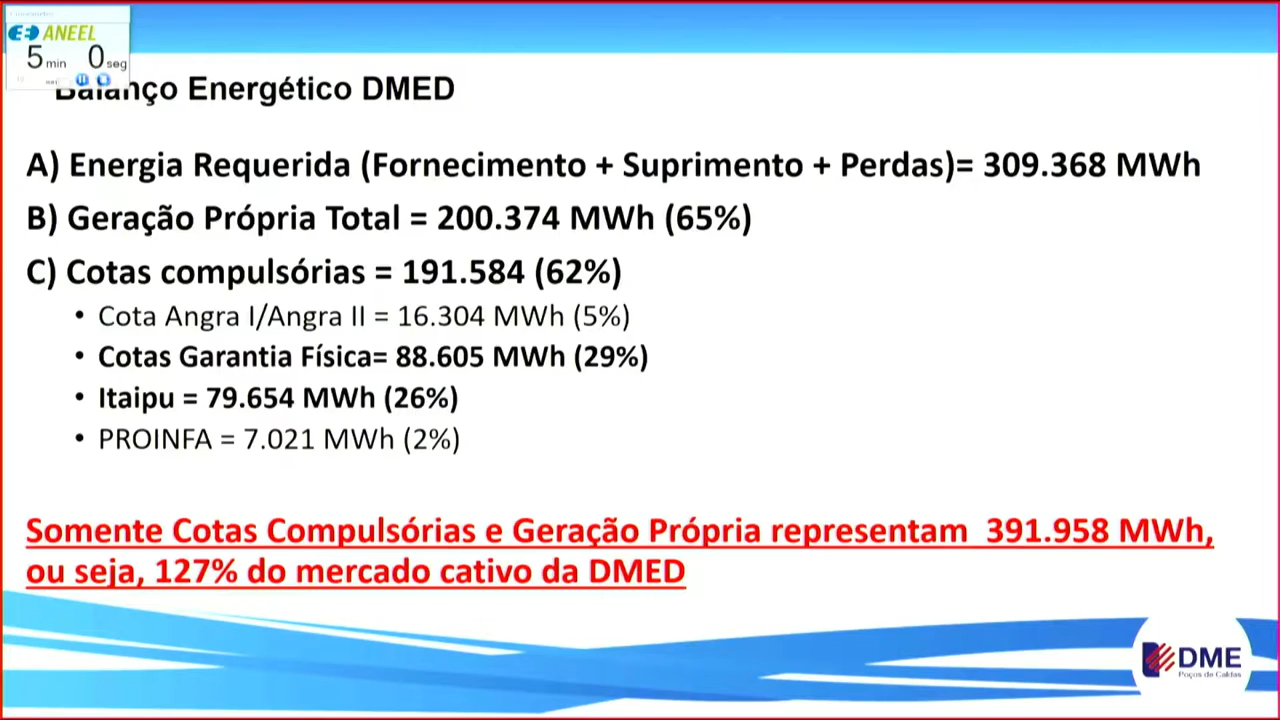 ANEEL
5 min 0 seg
Balanço Energético DMED
A) Energia Requerida (Fornecimento + Suprimento + Perdas)= 309.368 MWh
B) Geração Própria Total = 200.374 MWh (65%)
C) Cotas compulsórias = 191.584 (62%)
• Cota Angra I/Angra II = 16.304 MWh (5%)
• Cotas Garantia Física= 88.605 MWh (29%)
• Itaipu = 79.654 MWh (26%)
• PROINFA = 7.021 MWh (2%)
Somente Cotas Compulsórias e Geração Própria representam 391.958 MWh,
ou seja, 127% do mercado cativo da DMED
DME
Poços de Caldas